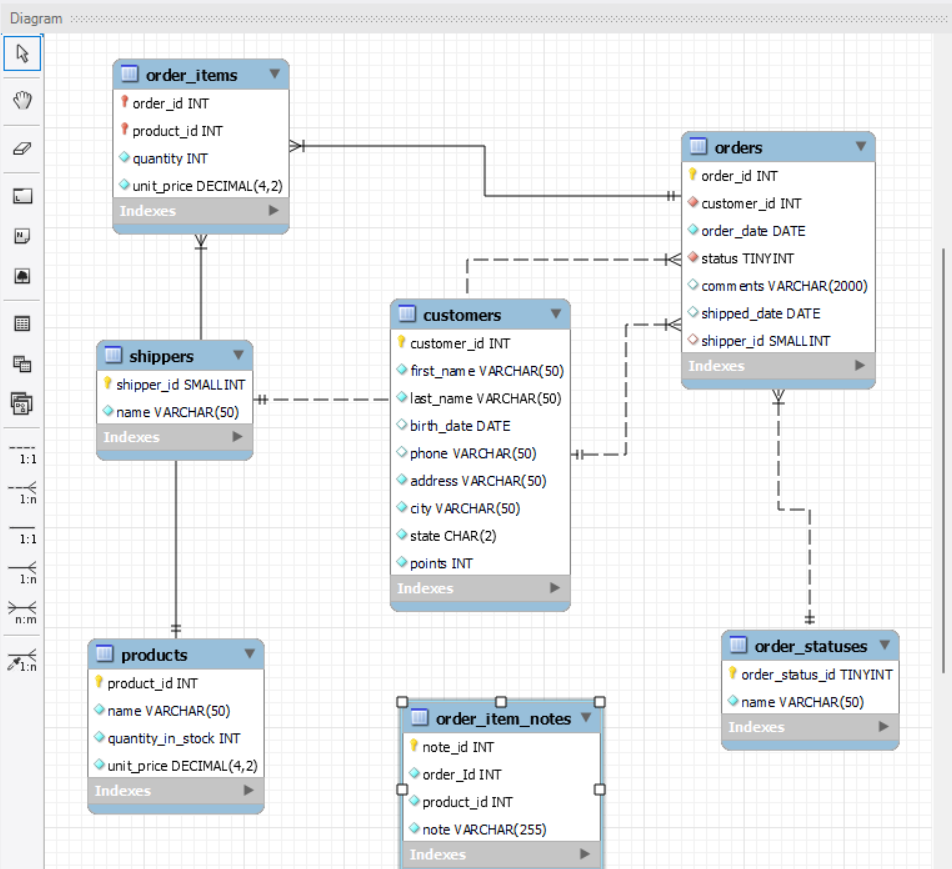 Diagram
order_items
order_id INT
product_id INT
quantity INT
unit_price DECIMAL(4,2)
Indexes
orders
order_id INT
customer_id INT
order_date DATE
status TINYINT
comments VARCHAR(2000)
shipped_date DATE
shipper_id SMALLINT
Indexes
customers
customer_id INT
first_name VARCHAR(50)
last_name VARCHAR(50)
birth_date DATE
phone VARCHAR(50)
address VARCHAR(50)
city VARCHAR(50)
state CHAR(2)
points INT
Indexes
shippers
shipper_id SMALLINT
name VARCHAR(50)
Indexes
products
product_id INT
name VARCHAR(50)
quantity_in_stock INT
unit_price DECIMAL(4,2)
Indexes
order_item_notes
note_id INT
order_Id INT
product_id INT
note VARCHAR(255)
Indexes
order_statuses
order_status_id TINYINT
name VARCHAR(50)
Indexes
1:1
1:n
1:1
1:n
n:m
1:n